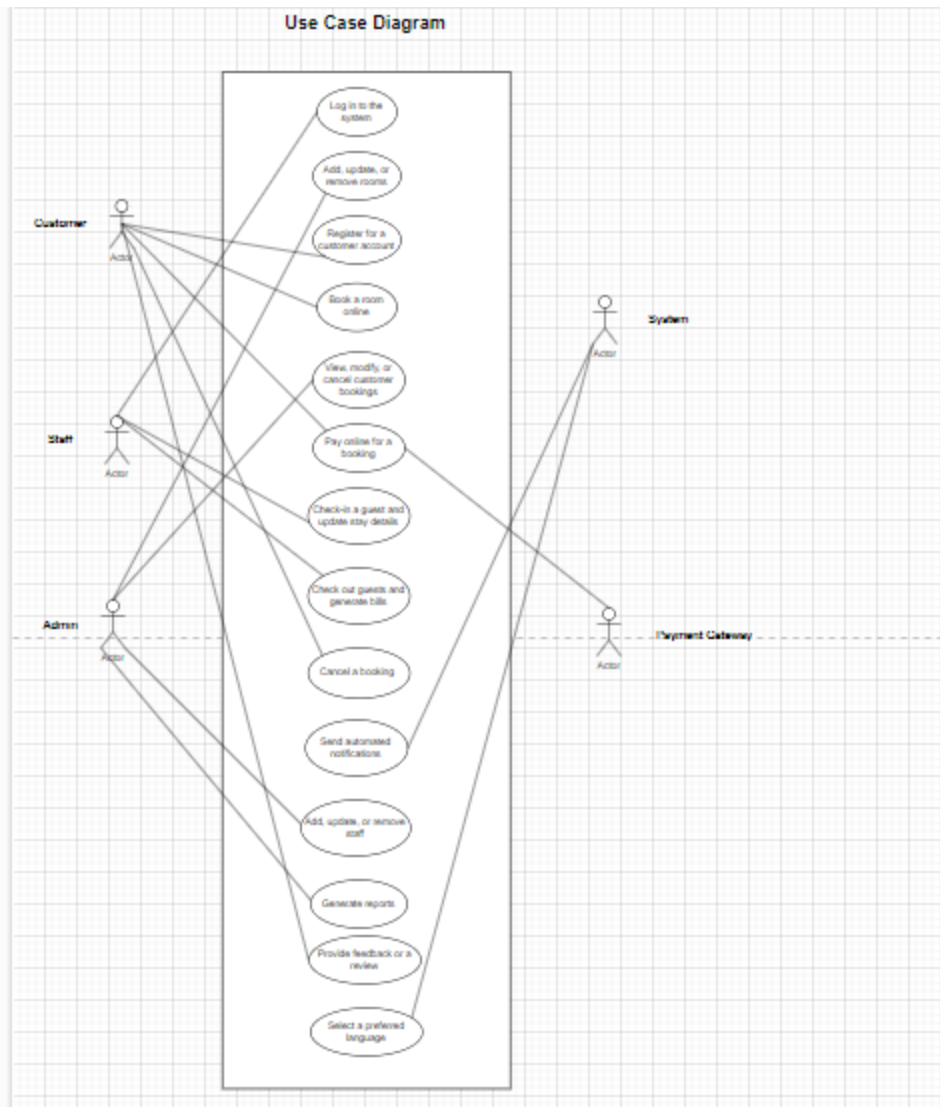 Use Case Diagram
Log in to the
system
Add, update, or
remove rooms
Customer
Actor
Register for a
customer account
Book a room
online
System
Actor
View, modify, or
cancel customer
bookings
Staff
Actor
Pay online for a
booking
Check-in a guest and
update stay details
Check out guests and
generate bills
Admin
Actor
Payment Gateway
Actor
Cancel a booking
Send automated
notifications
Add, update, or remove
staff
Generate reports
Provide feedback or a
review
Select a preferred
language